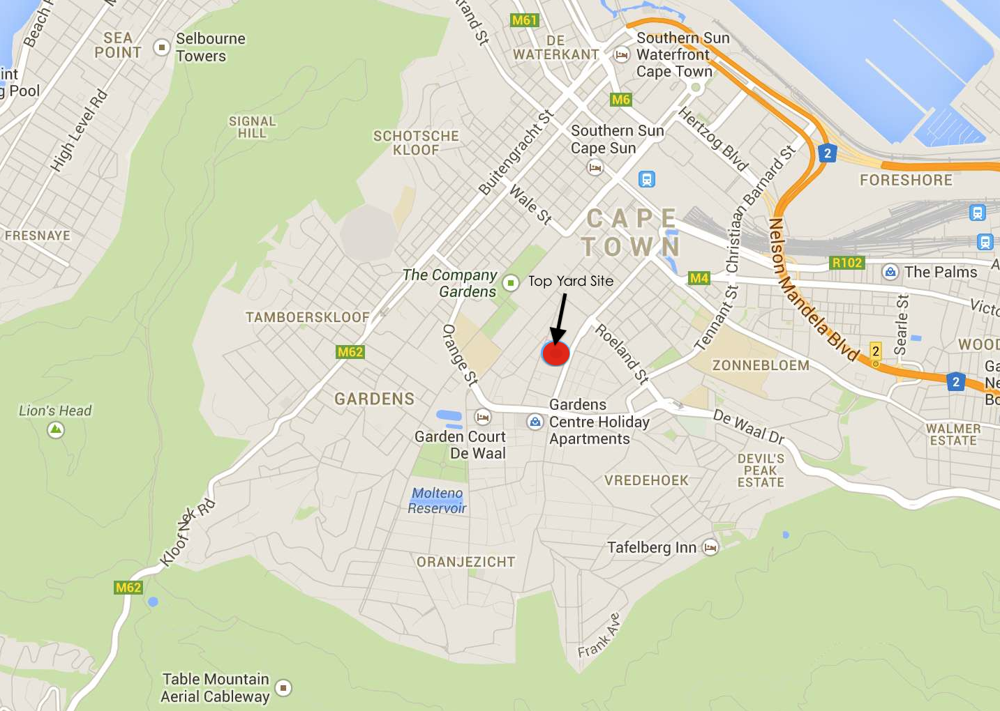 Beach
SEA
POINT
Selbourne
Towers
High Level Rd
FRESNAYE
SIGNAL
HILL
SCHOTSCHE
KLOOF
M61
DE
WATERKANT
Southern Sun
Waterfront
Cape Town
M6
Buitengracht St
Southern Sun
Cape Sun
Hertzog Blvd
2
FORESHORE
Wale St
CAPE
TOWN
Christiaan Barnard St
Nelson Mandela Blvd
R102
The Palms
M4
The Company
Gardens
Top Yard Site
TAMBOERSKLOOF
M62
Orange St
Roeland St
Tennant St
Searle St
ZONNEBLOEM
2
2
Lion's Head
GARDENS
Gardens
Centre Holiday
Apartments
Garden Court
De Waal
De Waal Dr
WALMER
ESTATE
DEVIL'S
PEAK
ESTATE
VREDEHOEK
Molteno
Reservoir
Kloof Nek Rd
Tafelberg Inn
ORANJEZICHT
M62
Frank Ave
Table Mountain
Aerial Cableway